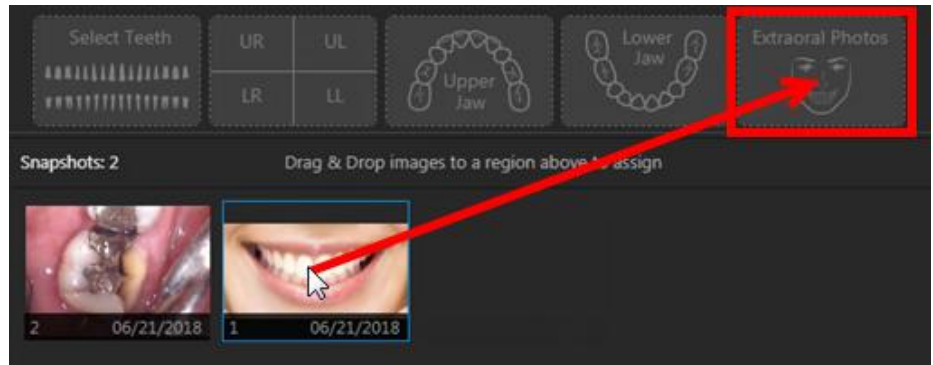 Select Teeth
UR
UL
LR
LL
Upper
Jaw
Lower
Jaw
Extraoral Photos
Snapshots: 2
Drag & Drop images to a region above to assign
2
06/21/2018
1
06/21/2018